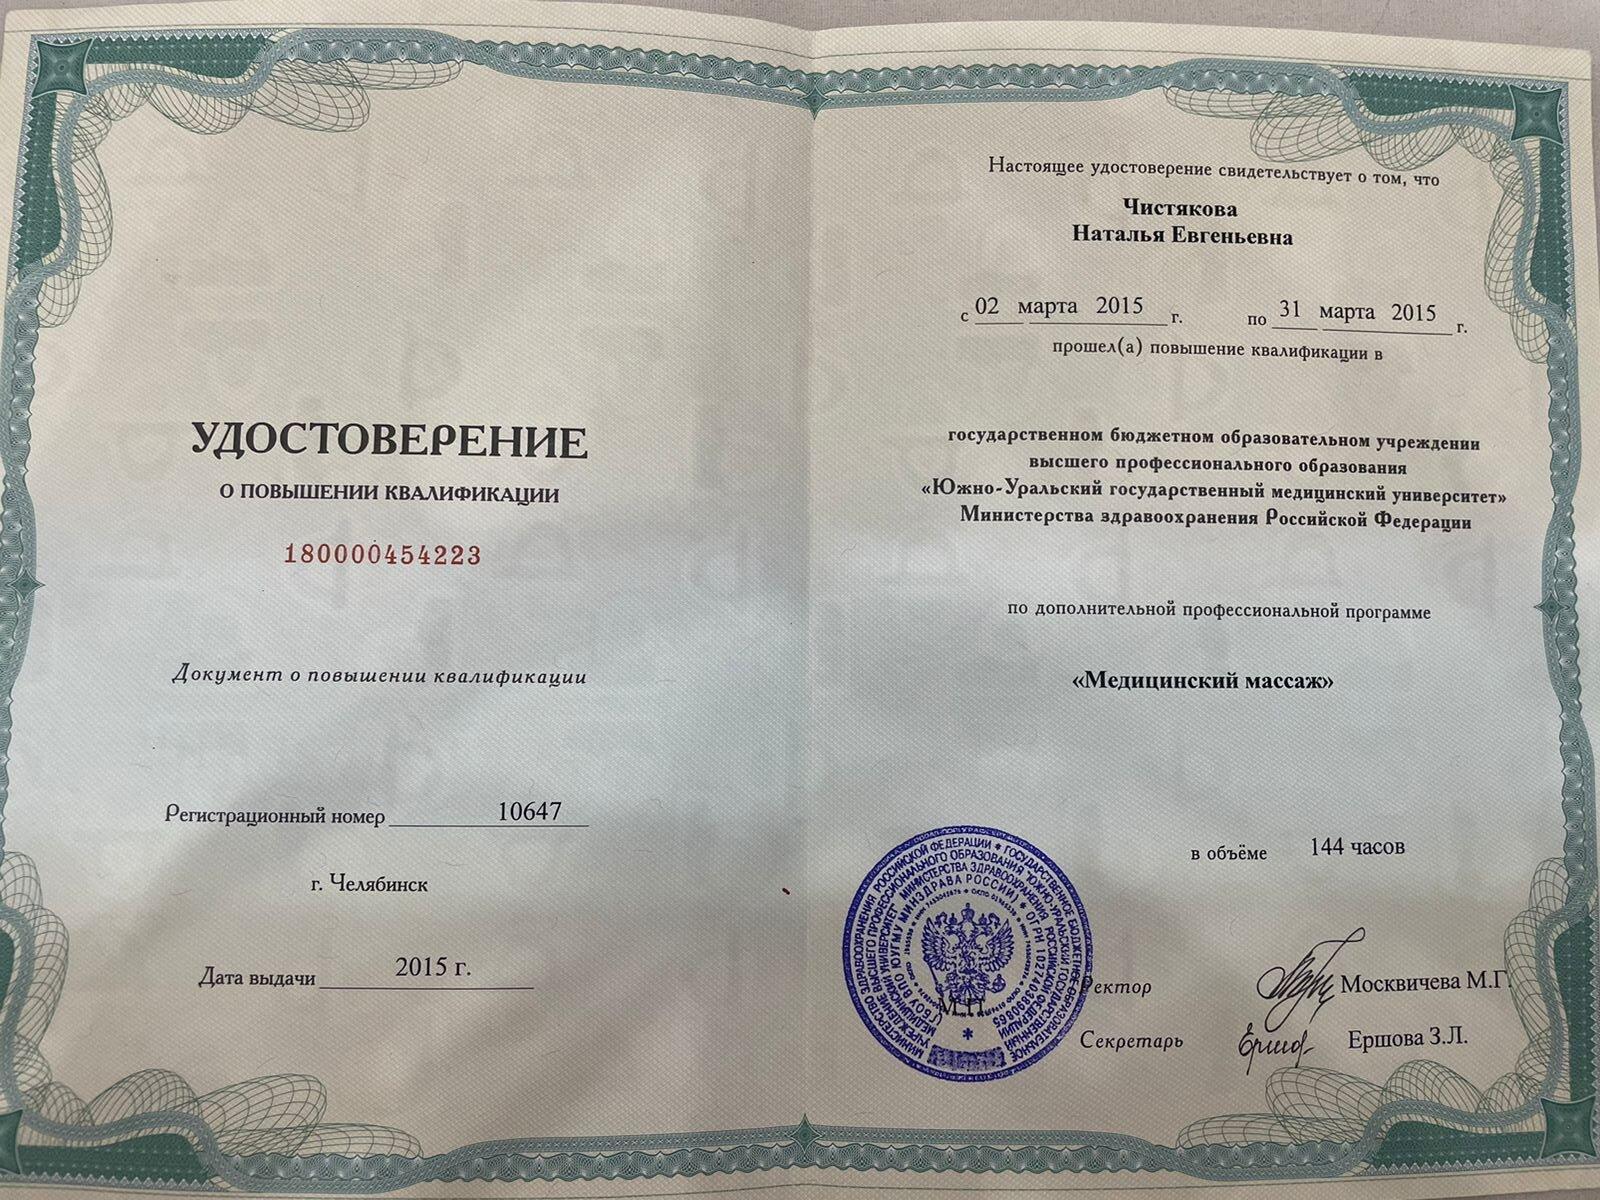 УДОСТОВЕРЕНИЕ
О ПОВЫШЕНИИ КВАЛИФИКАЦИИ
180000454223
Документ о повышении квалификации
Регистрационный номер 10647
г. Челябинск
Дата выдачи 2015 г.
Настоящее удостоверение свидетельствует о том, что
Чистякова
Наталья Евгеньевна
с 02 марта 2015 г. по 31 марта 2015 г.
прошел(а) повышение квалификации в
государственном бюджетном образовательном учреждении
высшего профессионального образования
«Южно-Уральский государственный медицинский университет»
Министерства здравоохранения Российской Федерации
по дополнительной профессиональной программе
«Медицинский массаж»
в объёме 144 часов
М.П.
Ректор Москвичева М.Г.
Секретарь Ершова З.Л.